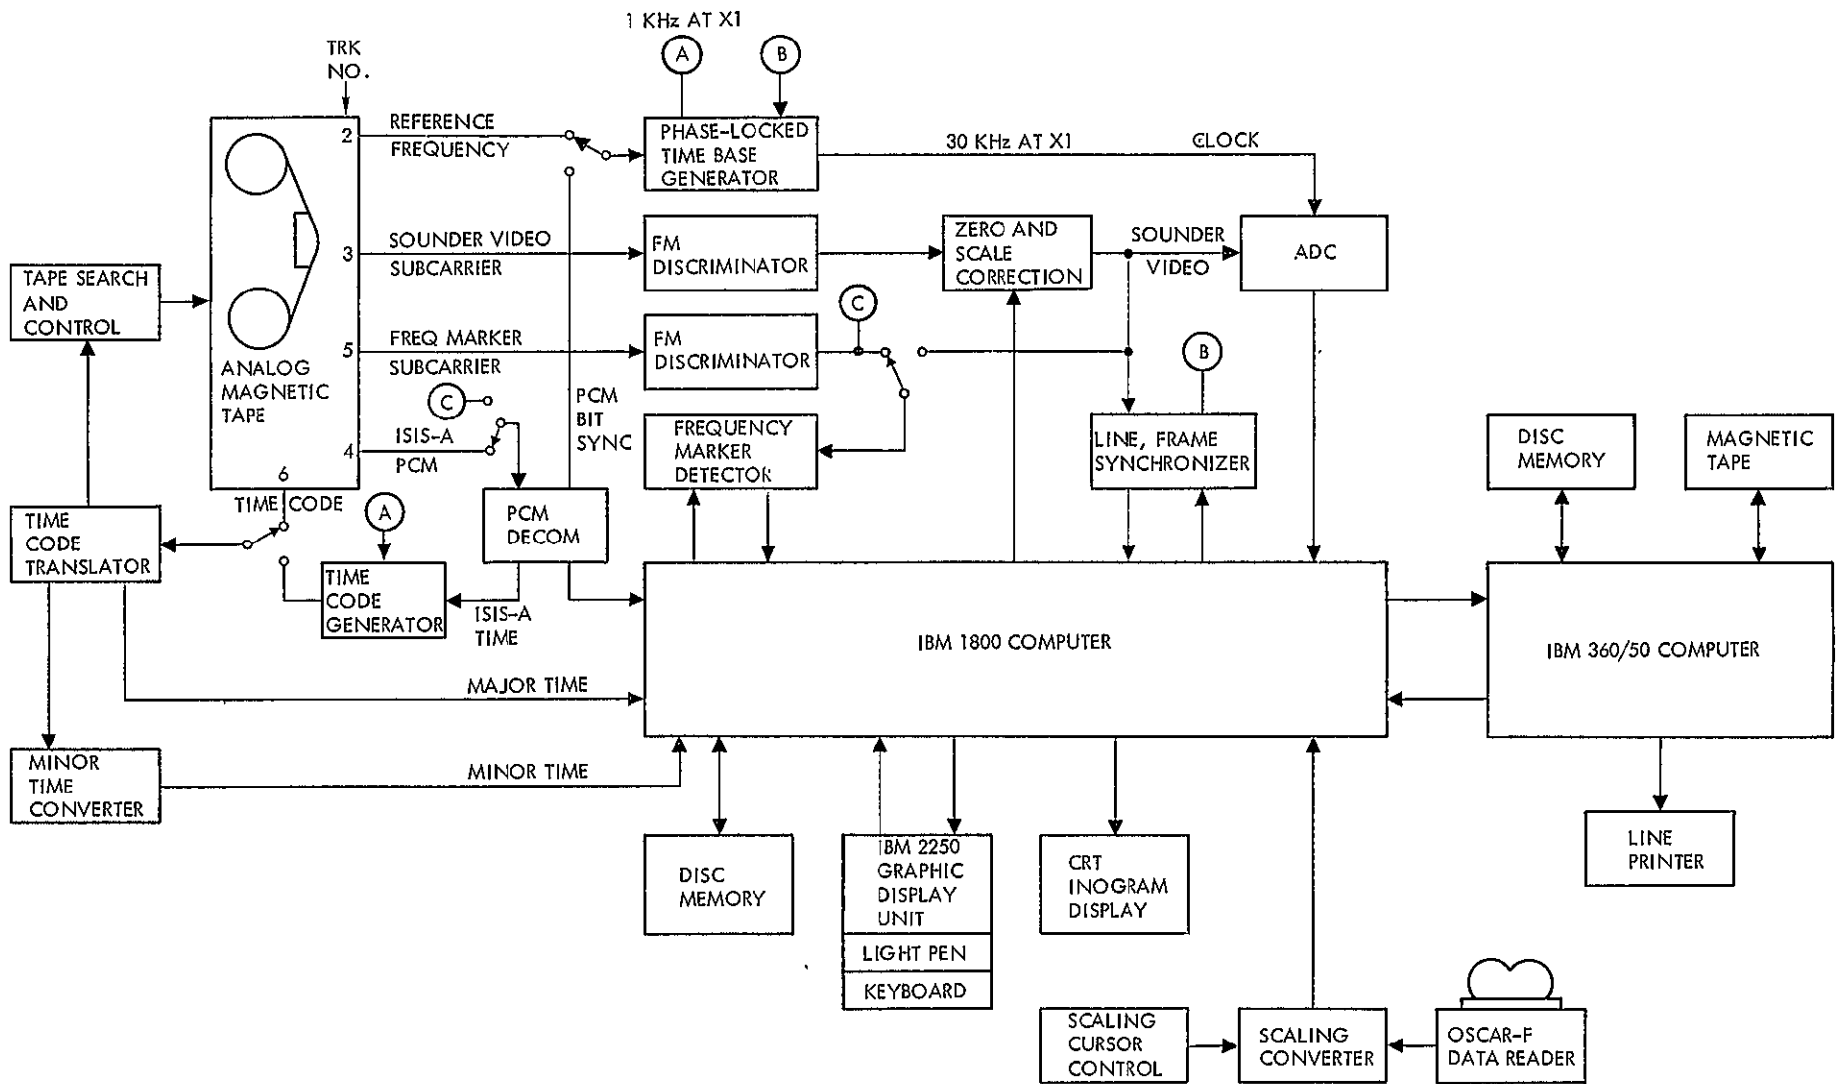 1 KHz AT X1
A
B
TRK
NO.
2
REFERENCE
FREQUENCY
PHASE-LOCKED
TIME BASE
GENERATOR
30 KHz AT X1
CLOCK
3
SOUNDER VIDEO
SUBCARRIER
FM
DISCRIMINATOR
ZERO AND
SCALE
CORRECTION
SOUNDER
VIDEO
ADC
TAPE SEARCH
AND
CONTROL
C
5
FREQ MARKER
SUBCARRIER
FM
DISCRIMINATOR
B
ANALOG
MAGNETIC
TAPE
C
PCM
BIT
SYNC
4
ISIS-A
PCM
FREQUENCY
MARKER
DETECTOR
LINE, FRAME
SYNCHRONIZER
DISC
MEMORY
MAGNETIC
TAPE
6
TIME CODE
A
TIME
CODE
TRANSLATOR
PCM
DECOM
TIME
CODE
GENERATOR
ISIS-A
TIME
IBM 1800 COMPUTER
IBM 360/50 COMPUTER
MAJOR TIME
MINOR
TIME
CONVERTER
MINOR TIME
DISC
MEMORY
IBM 2250
GRAPHIC
DISPLAY
UNIT
LIGHT PEN
KEYBOARD
CRT
INOGRAM
DISPLAY
LINE
PRINTER
SCALING
CURSOR
CONTROL
SCALING
CONVERTER
OSCAR-F
DATA READER